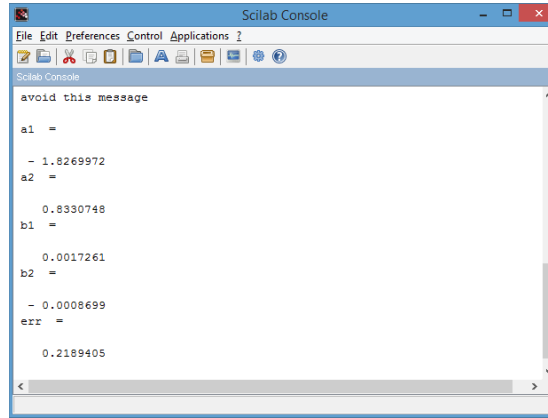 Scilab Console
File Edit Preferences Control Applications ?
Scilab Console
avoid this message
a1 =
- 1.8269972
a2 =
0.8330748
b1 =
0.0017261
b2 =
- 0.0008699
err =
0.2189405